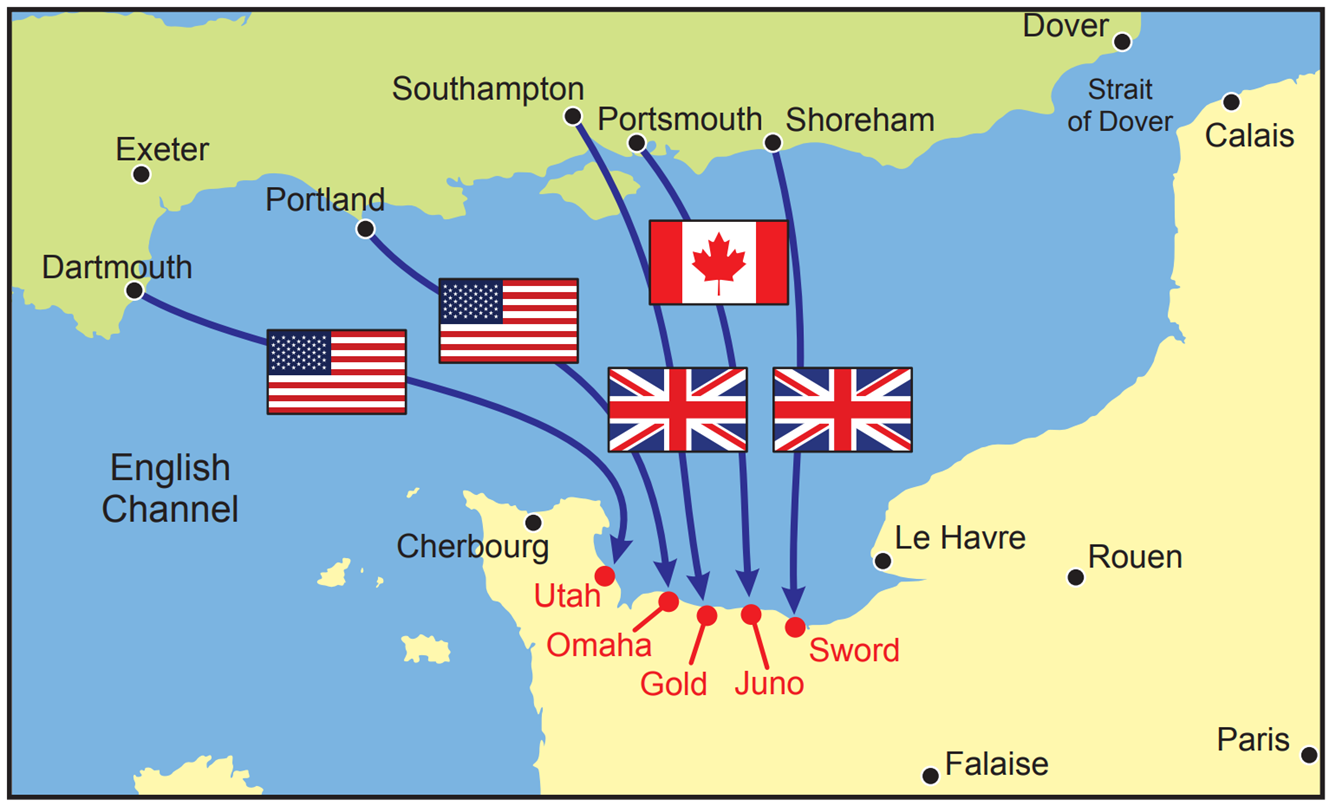 Dover
Southampton
Strait
of Dover
Portsmouth
Shoreham
Calais
Exeter
Portland
Dartmouth
English
Channel
Cherbourg
Le Havre
Rouen
Utah
Omaha
Sword
Gold
Juno
Paris
Falaise